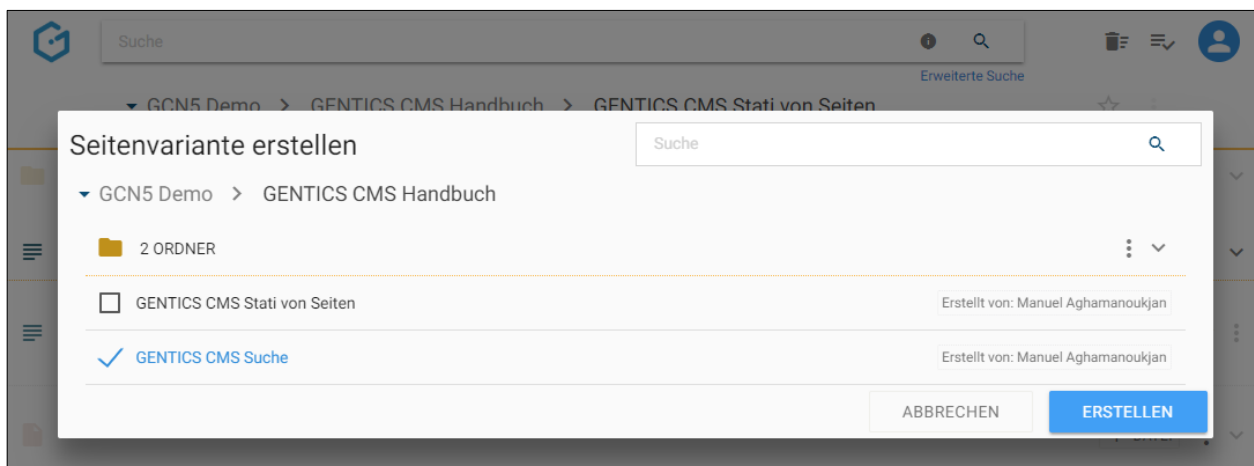 Suche
Erweiterte Suche
GCN5 Demo > GENTICS CMS Handbuch > GENTICS CMS Stati von Seiten
Seitenvariante erstellen
Suche
GCN5 Demo > GENTICS CMS Handbuch
2 ORDNER
GENTICS CMS Stati von Seiten
Erstellt von: Manuel Aghamanoukjan
GENTICS CMS Suche
Erstellt von: Manuel Aghamanoukjan
ABBRECHEN
ERSTELLEN